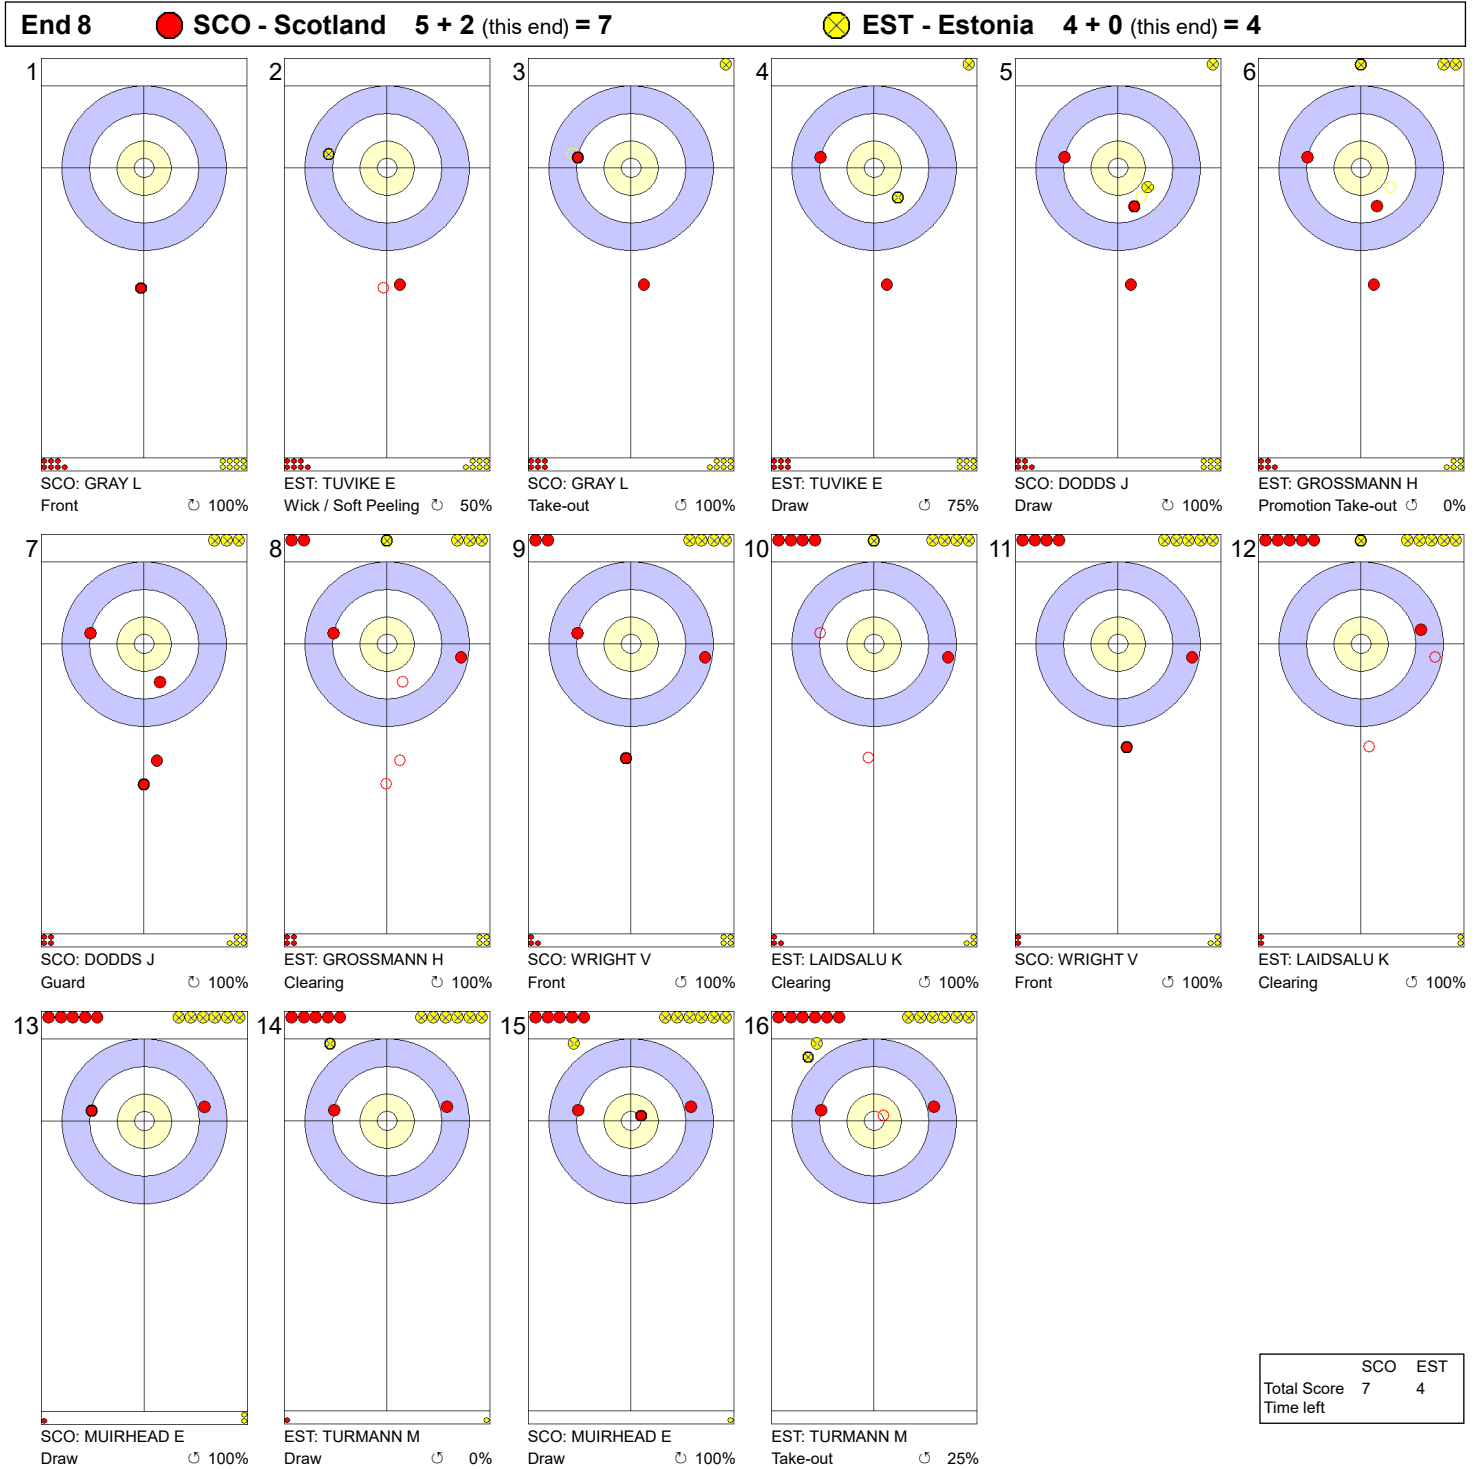 End 8 SCO - Scotland 5 + 2 (this end) = 7 EST - Estonia 4 + 0 (this end) = 4
1 2 3 4 5 6
SCO: GRAY L EST: TUVIKE E SCO: GRAY L EST: TUVIKE E SCO: DODDS J EST: GROSSMANN H
Front ↻ 100% Wick / Soft Peeling ↻ 50% Take-out ↺ 100% Draw ↺ 75% Draw ↻ 100% Promotion Take-out ↺ 0%
7 8 9 10 11 12
SCO: DODDS J EST: GROSSMANN H SCO: WRIGHT V EST: LAIDSALU K SCO: WRIGHT V EST: LAIDSALU K
Guard ↻ 100% Clearing ↻ 100% Front ↺ 100% Clearing ↺ 100% Front ↺ 100% Clearing ↺ 100%
13 14 15 16
SCO EST
Total Score 7 4
Time left
SCO: MUIRHEAD E EST: TURMANN M SCO: MUIRHEAD E EST: TURMANN M
Draw ↺ 100% Draw ↺ 0% Draw ↻ 100% Take-out ↺ 25%